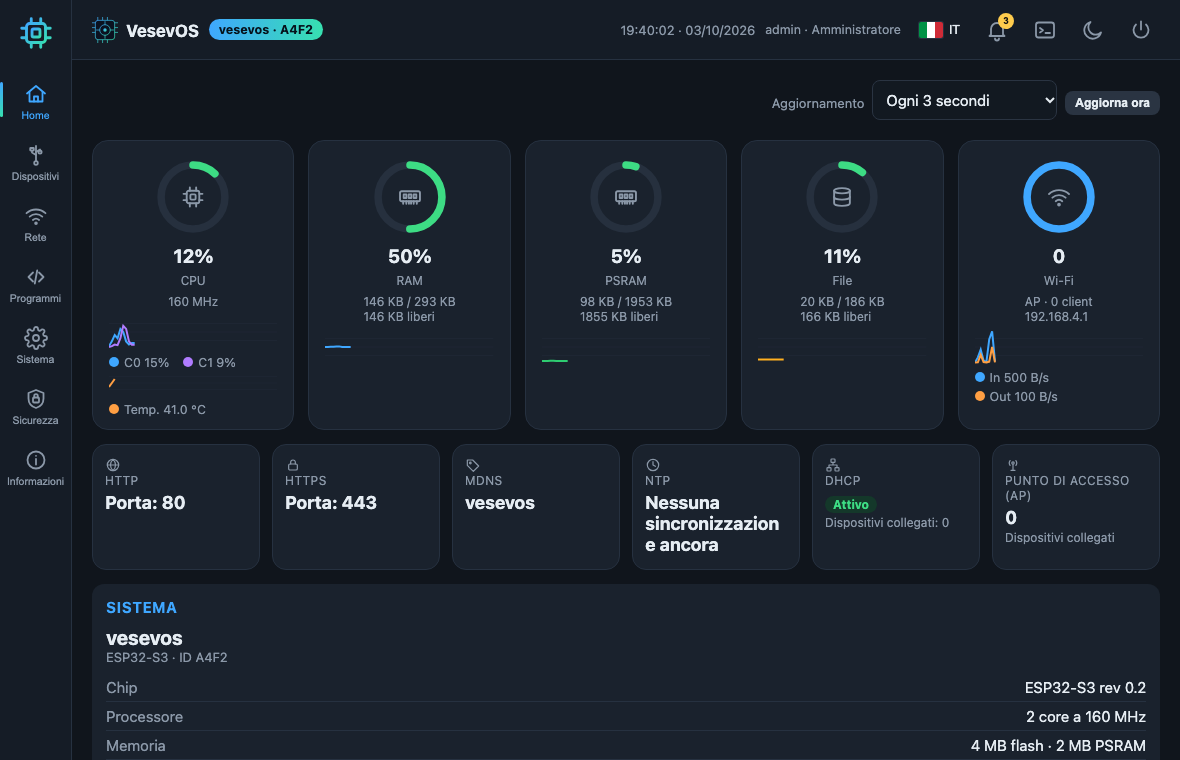 VesevOS
vesevos · A4F2
19:40:02 · 03/10/2026
admin · Amministratore
IT
3
Home
Dispositivi
Rete
Programmi
Sistema
Sicurezza
Informazioni
Aggiornamento
Ogni 3 secondi
Aggiorna ora
12%
CPU
160 MHz
C0 15%
C1 9%
Temp. 41.0 °C
50%
RAM
146 KB / 293 KB
146 KB liberi
5%
PSRAM
98 KB / 1953 KB
1855 KB liberi
11%
File
20 KB / 186 KB
166 KB liberi
0
Wi-Fi
AP · 0 client
192.168.4.1
In 500 B/s
Out 100 B/s
HTTP
Porta: 80
HTTPS
Porta: 443
MDNS
vesevos
NTP
Nessuna
sincronizzazion
e ancora
DHCP
Attivo
Dispositivi collegati: 0
PUNTO DI ACCESSO
(AP)
0
Dispositivi collegati
SISTEMA
vesevos
ESP32-S3 · ID A4F2
Chip
ESP32-S3 rev 0.2
Processore
2 core a 160 MHz
Memoria
4 MB flash · 2 MB PSRAM